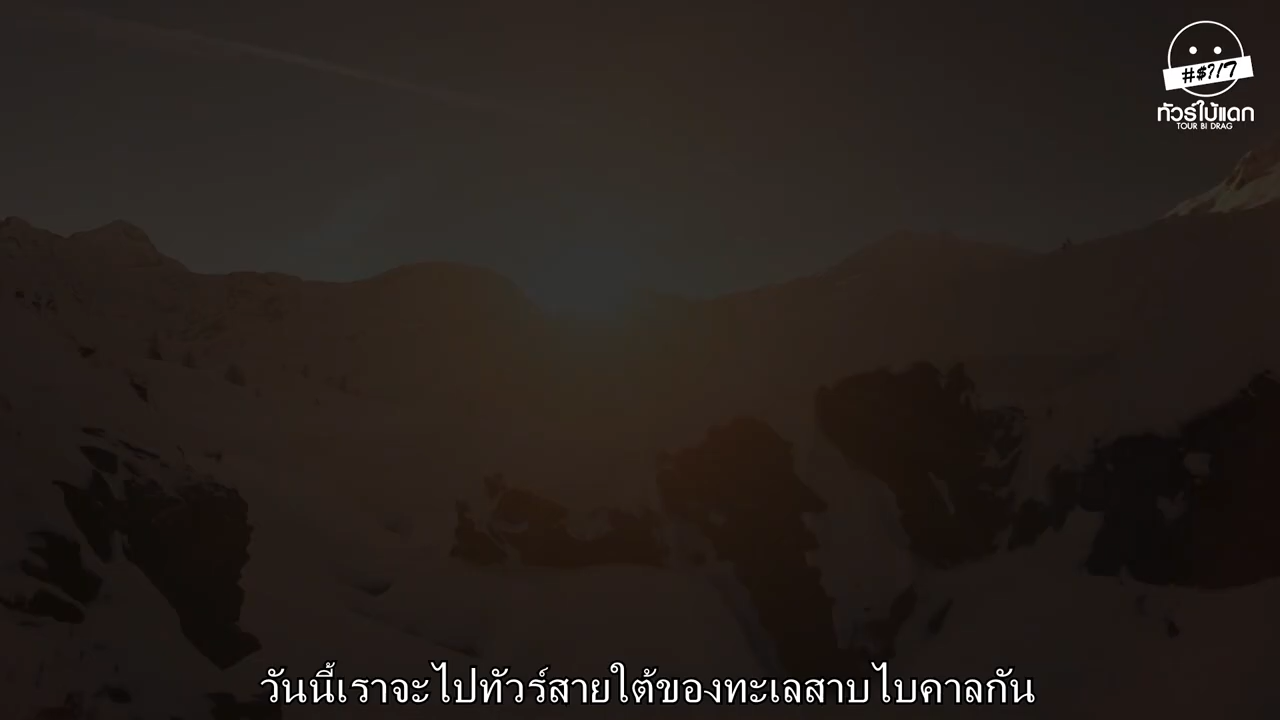 #$?!7
ทัวร์ใบ้แดก
TOUR BI DRAG
วันนี้เราจะไปทัวร์สายใต้ของทะเลสาบไบคาลกัน